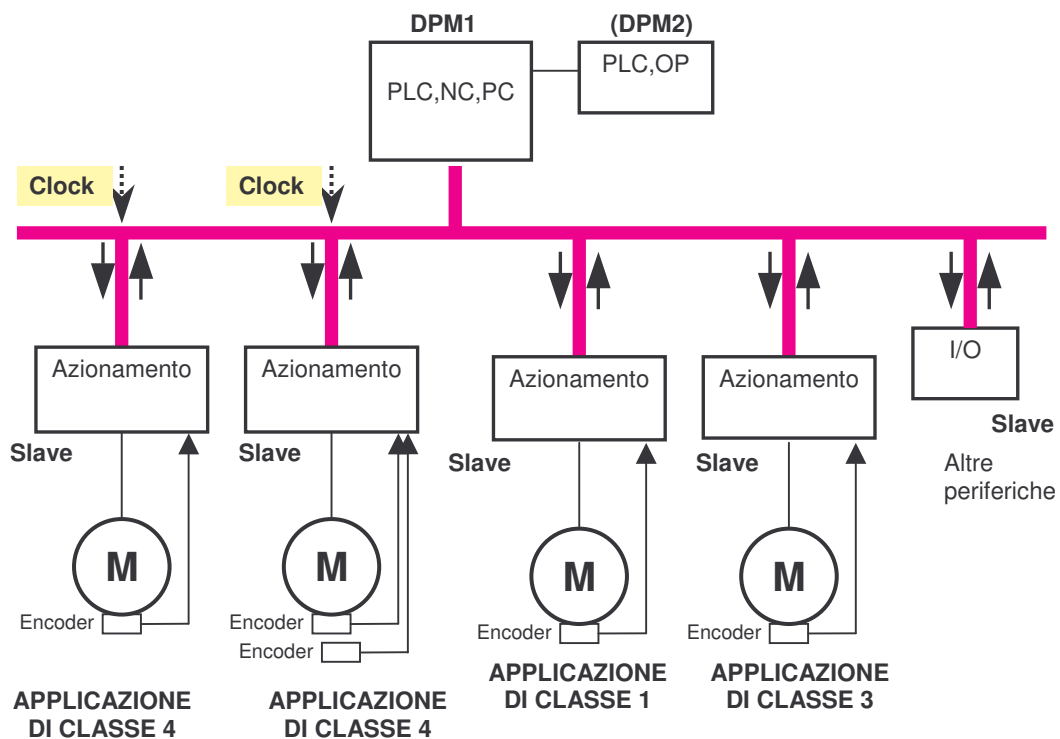 DPM1
(DPM2)
PLC,NC,PC
PLC,OP
Clock
Clock
Azionamento
Azionamento
Azionamento
Azionamento
I/O
Slave
Slave
Slave
Slave
Slave
Altre
periferiche
M
M
M
M
Encoder
Encoder
Encoder
Encoder
Encoder
APPLICAZIONE
DI CLASSE 4
APPLICAZIONE
DI CLASSE 4
APPLICAZIONE
DI CLASSE 1
APPLICAZIONE
DI CLASSE 3